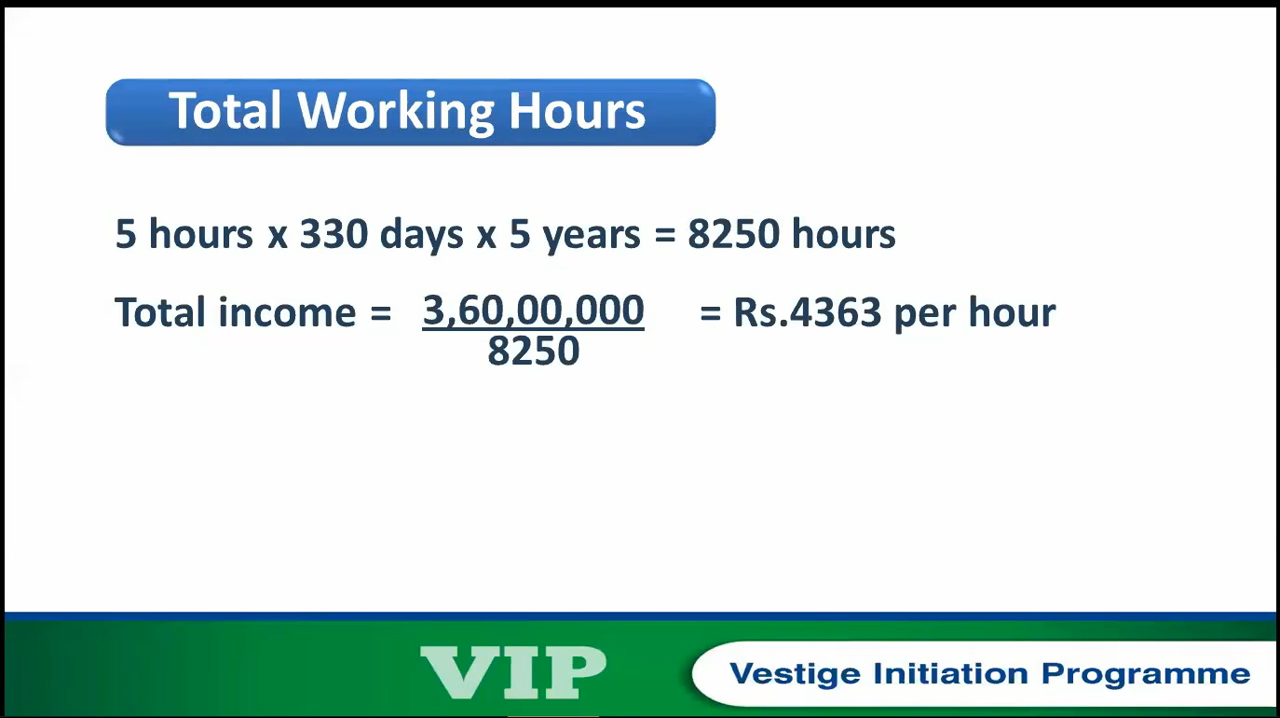 Total Working Hours
5 hours x 330 days x 5 years = 8250 hours
Total income = 3,60,00,000 = Rs.4363 per hour
8250
VIP
Vestige Initiation Programme